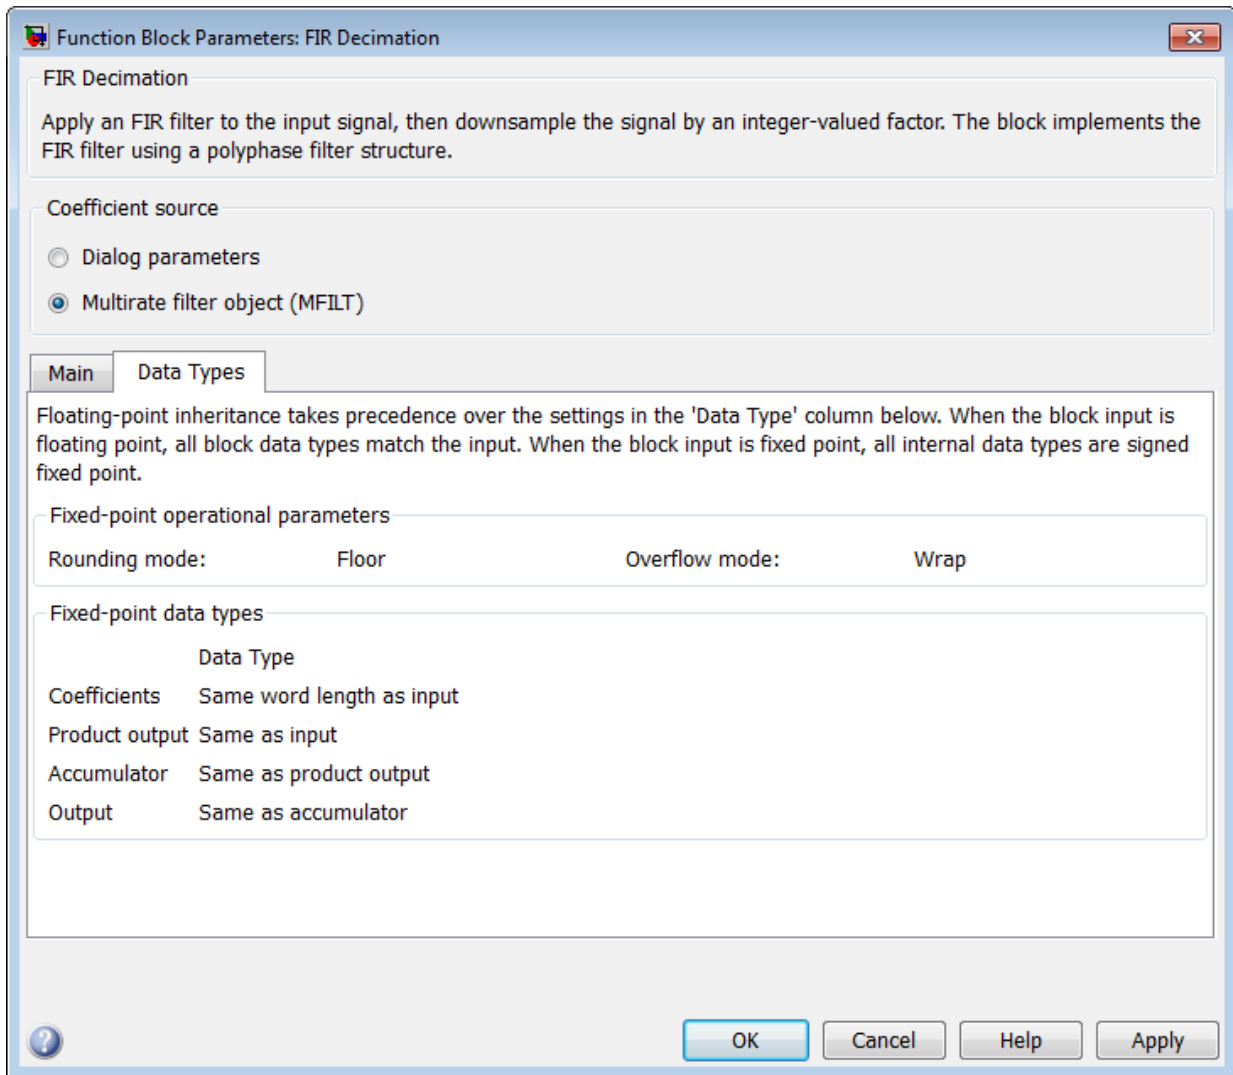 Function Block Parameters: FIR Decimation
FIR Decimation
Apply an FIR filter to the input signal, then downsample the signal by an integer-valued factor. The block implements the
FIR filter using a polyphase filter structure.
Coefficient source
Dialog parameters
Multirate filter object (MFILT)
Main Data Types
Floating-point inheritance takes precedence over the settings in the 'Data Type' column below. When the block input is
floating point, all block data types match the input. When the block input is fixed point, all internal data types are signed
fixed point.
Fixed-point operational parameters
Rounding mode: Floor Overflow mode: Wrap
Fixed-point data types
Data Type
Coefficients Same word length as input
Product output Same as input
Accumulator Same as product output
Output Same as accumulator
? OK Cancel Help Apply